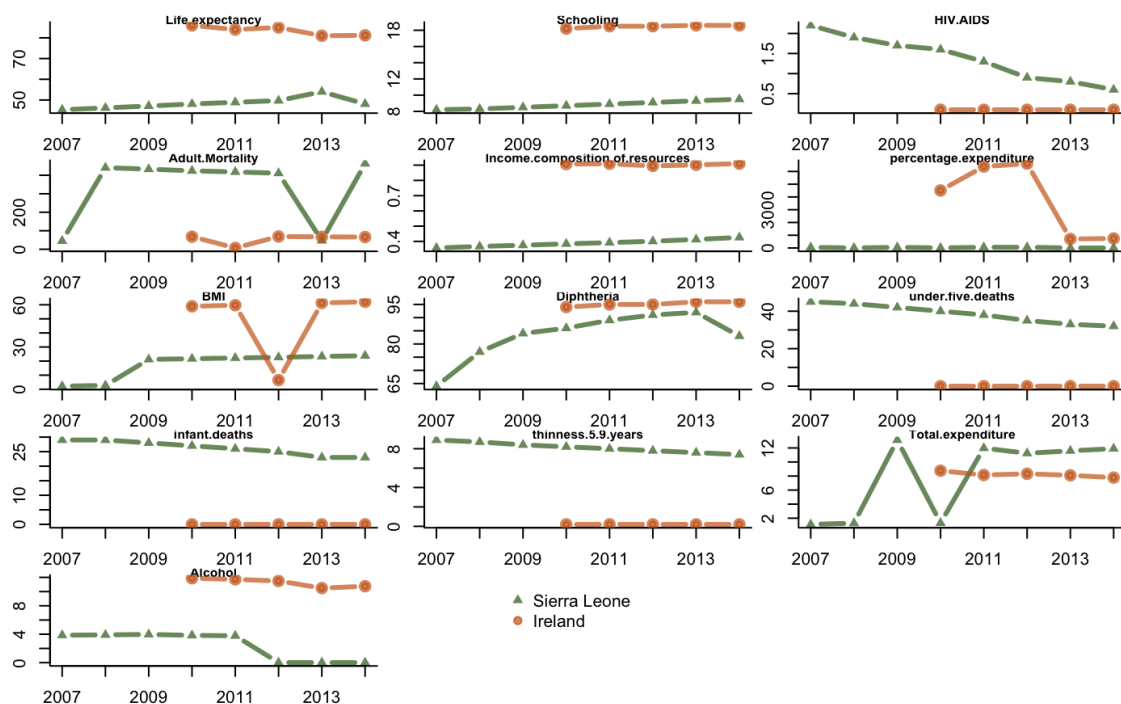 Life.expectancy
Schooling
HIV.AIDS
50 70
8 12 18
0.5 1.5
2007 2009 2011 2013
2007 2009 2011 2013
2007 2009 2011 2013
Adult.Mortality
Income.composition.of.resources
percentage.expenditure
0 200
0.4 0.7
0 3000
2007 2009 2011 2013
2007 2009 2011 2013
2007 2009 2011 2013
BMI
Diphtheria
under.five.deaths
0 30 60
65 80 95
0 20 40
2007 2009 2011 2013
2007 2009 2011 2013
2007 2009 2011 2013
infant.deaths
thinness.5.9.years
Total.expenditure
0 10 25
0 4 8
2 6 12
2007 2009 2011 2013
2007 2009 2011 2013
2007 2009 2011 2013
Alcohol
0 4 8
2007 2009 2011 2013
Sierra Leone
Ireland